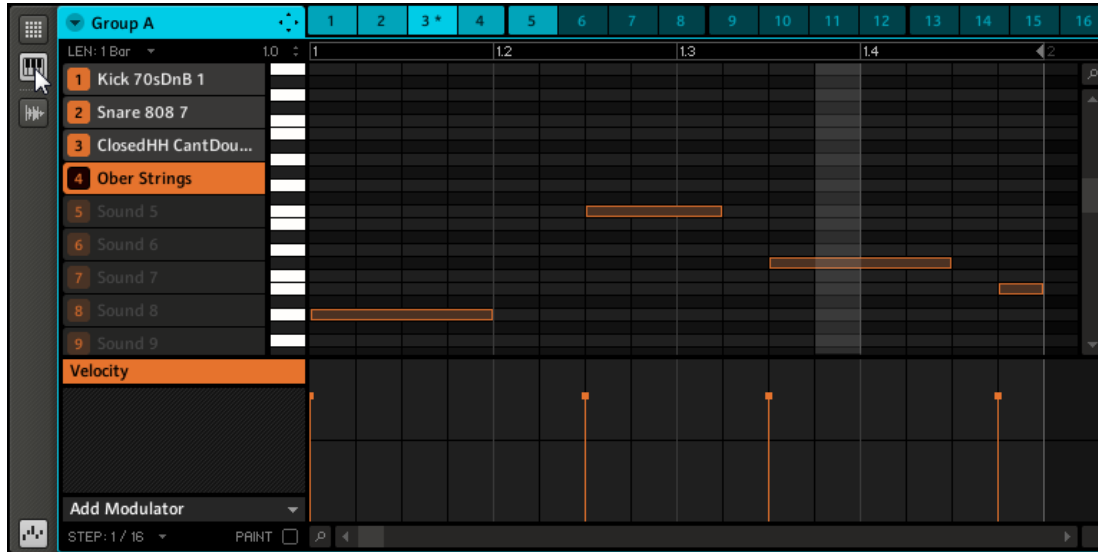 Group A 1 2 3* 4 5 6 7 8 9 10 11 12 13 14 15 16
LEN: 1 Bar 1.0 1 1.2 1.3 1.4 2
1 Kick 70sDnB 1
2 Snare 808 7
3 ClosedHH CantDou...
4 Ober Strings
5 Sound 5
6 Sound 6
7 Sound 7
8 Sound 8
9 Sound 9
Velocity
Add Modulator
STEP: 1 / 16 PAINT